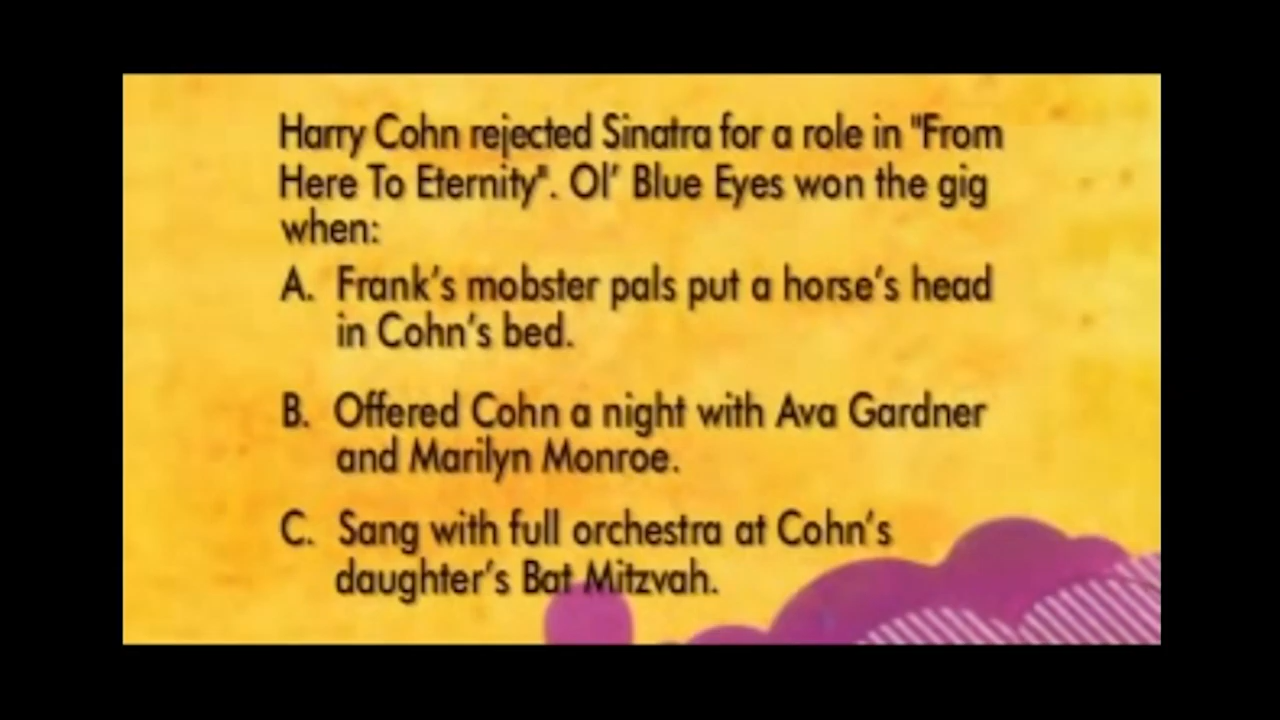 Harry Cohn rejected Sinatra for a role in "From
Here To Eternity". Ol' Blue Eyes won the gig
when:
A. Frank's mobster pals put a horse's head
in Cohn's bed.
B. Offered Cohn a night with Ava Gardner
and Marilyn Monroe.
C. Sang with full orchestra at Cohn's
daughter's Bat Mitzvah.